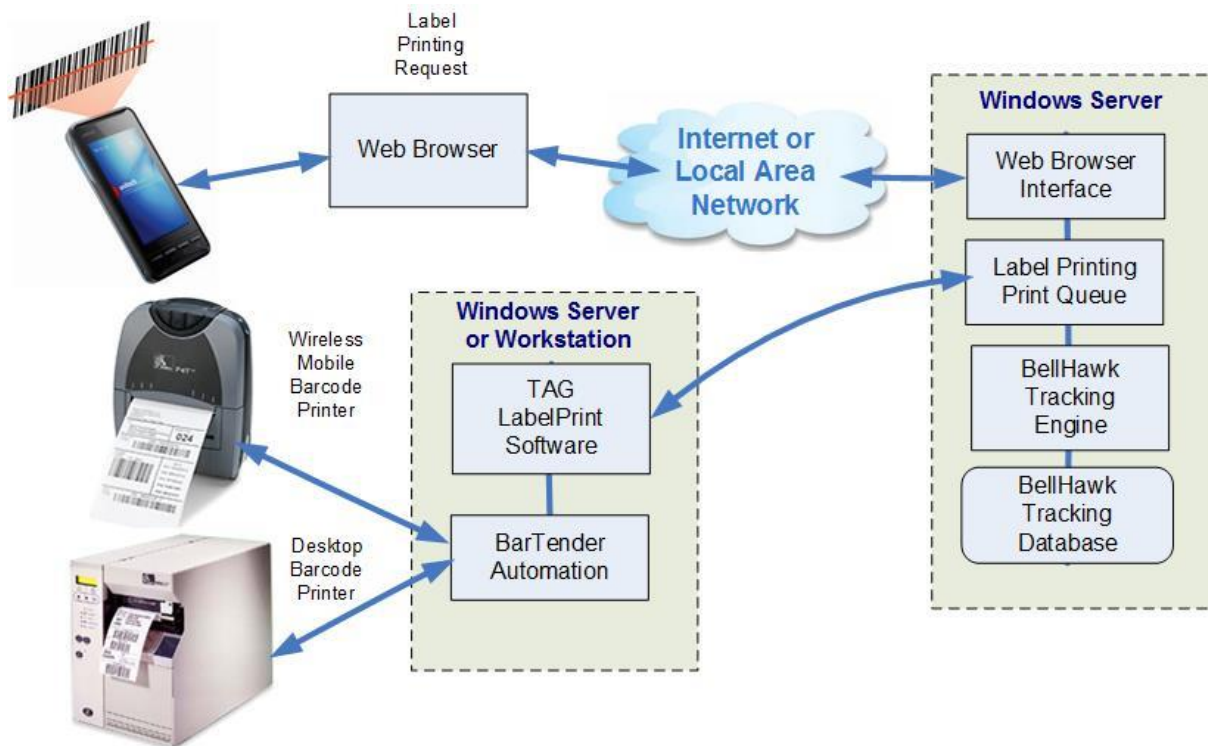 Label
Printing
Request
Web Browser
Internet or
Local Area
Network
Windows Server
Web Browser
Interface
Label Printing
Print Queue
BellHawk
Tracking
Engine
BellHawk
Tracking
Database
Wireless
Mobile
Barcode
Printer
Windows Server
or Workstation
TAG
LabelPrint
Software
BarTender
Automation
Desktop
Barcode
Printer
P4T
024